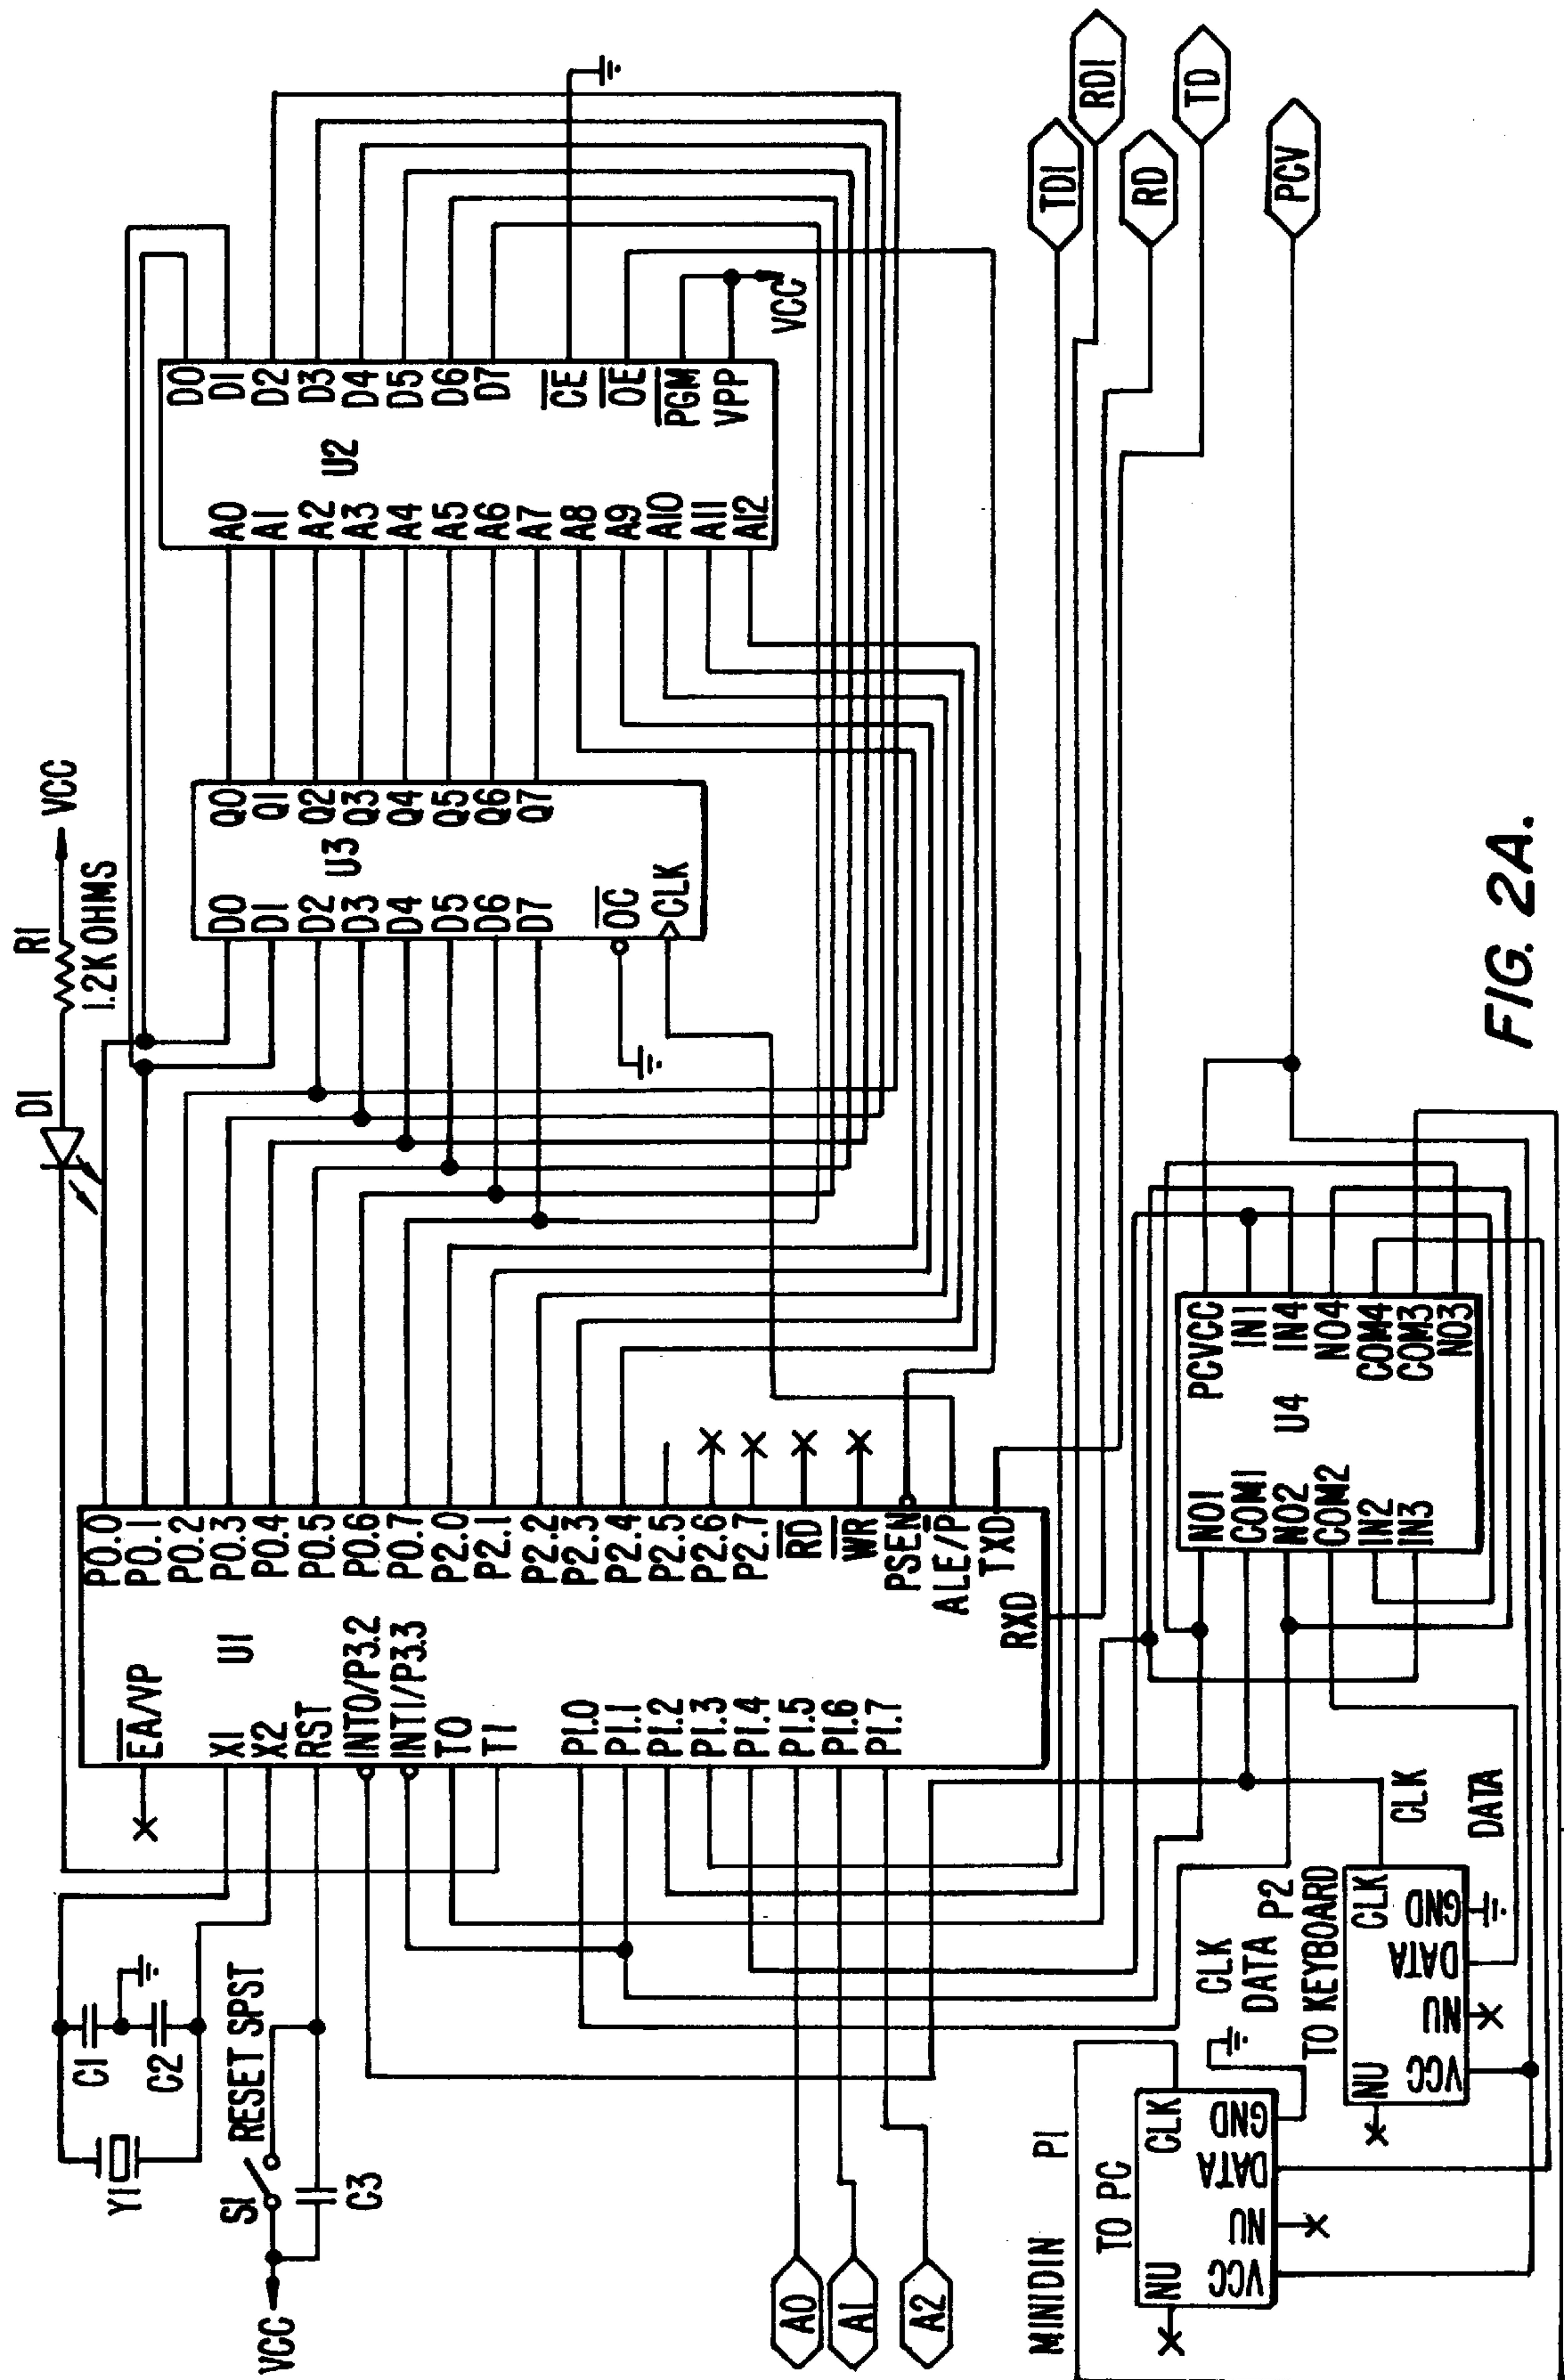 D1
R1
1.2K OHMS
VCC
Y1
C1
C2
S1
RESET SPST
C3
VCC
U1
EA/VP
X1
X2
RST
INT0/P3.2
INT1/P3.3
T0
T1
P1.0
P1.1
P1.2
P1.3
P1.4
P1.5
P1.6
P1.7
P0.0
P0.1
P0.2
P0.3
P0.4
P0.5
P0.6
P0.7
P2.0
P2.1
P2.2
P2.3
P2.4
P2.5
P2.6
P2.7
RD
WR
PSEN
ALE/P
TXD
RXD
U3
D0
D1
D2
D3
D4
D5
D6
D7
OC
CLK
Q0
Q1
Q2
Q3
Q4
Q5
Q6
Q7
U2
A0
A1
A2
A3
A4
A5
A6
A7
A8
A9
A10
A11
A12
D0
D1
D2
D3
D4
D5
D6
D7
CE
OE
PGM
VPP
VCC
A0
A1
A2
TDI
RDI
RD
TD
PCV
MINIDIN P1
TO PC
NU
CLK
VCC
NU
DATA
GND
CLK
DATA P2
TO KEYBOARD
NU
CLK
VCC
NU
DATA
GND
CLK
DATA
U4
NO1
COM1
NO2
COM2
IN2
IN3
PCVCC
IN1
IN4
NO4
COM4
COM3
NO3
FIG. 2A.